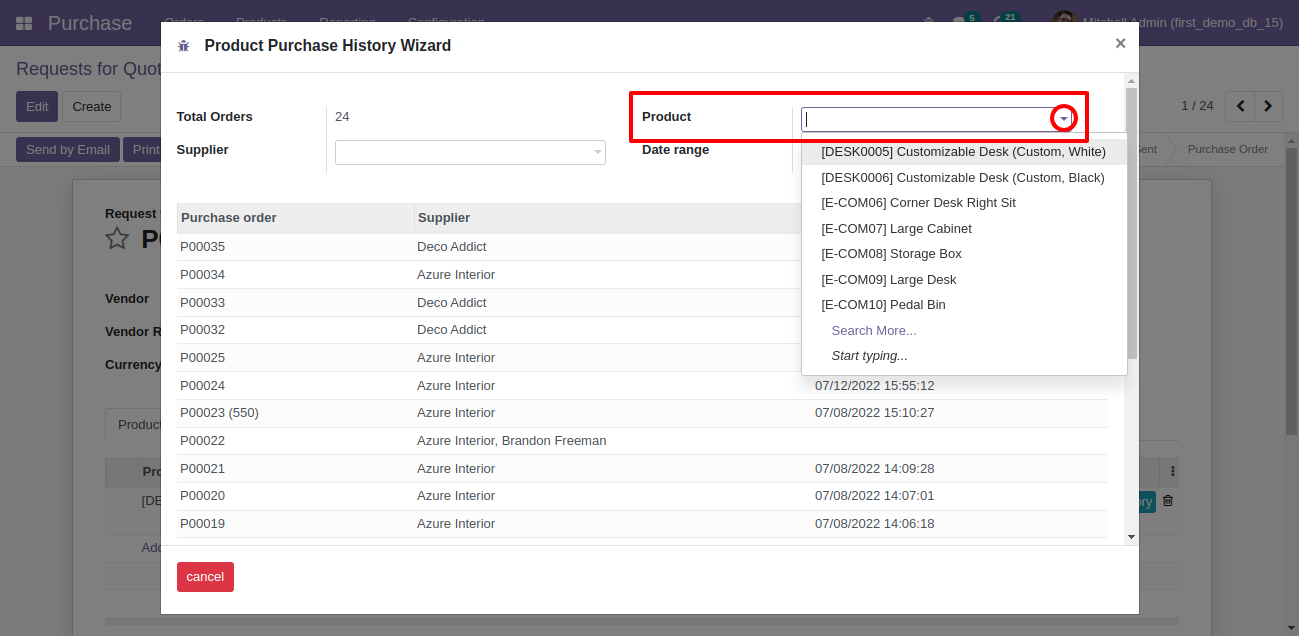 Purchase Orders Products Reporting Configuration 5 21 Mitchell Admin (first_demo_db_15)
Product Purchase History Wizard ×
Requests for Quot
Edit Create 1 / 24
Total Orders 24 Product
Send by Email Print Sent Purchase Order
Supplier Date range
[DESK0005] Customizable Desk (Custom, White)
[DESK0006] Customizable Desk (Custom, Black)
[E-COM06] Corner Desk Right Sit
[E-COM07] Large Cabinet
[E-COM08] Storage Box
[E-COM09] Large Desk
[E-COM10] Pedal Bin
Search More...
Start typing...
Request
P0
Vendor
Vendor R
Currency
Product
Pro
[DE
Add
ory
Purchase order Supplier
P00035 Deco Addict
P00034 Azure Interior
P00033 Deco Addict
P00032 Deco Addict
P00025 Azure Interior
P00024 Azure Interior 07/12/2022 15:55:12
P00023 (550) Azure Interior 07/08/2022 15:10:27
P00022 Azure Interior, Brandon Freeman
P00021 Azure Interior 07/08/2022 14:09:28
P00020 Azure Interior 07/08/2022 14:07:01
P00019 Azure Interior 07/08/2022 14:06:18
cancel